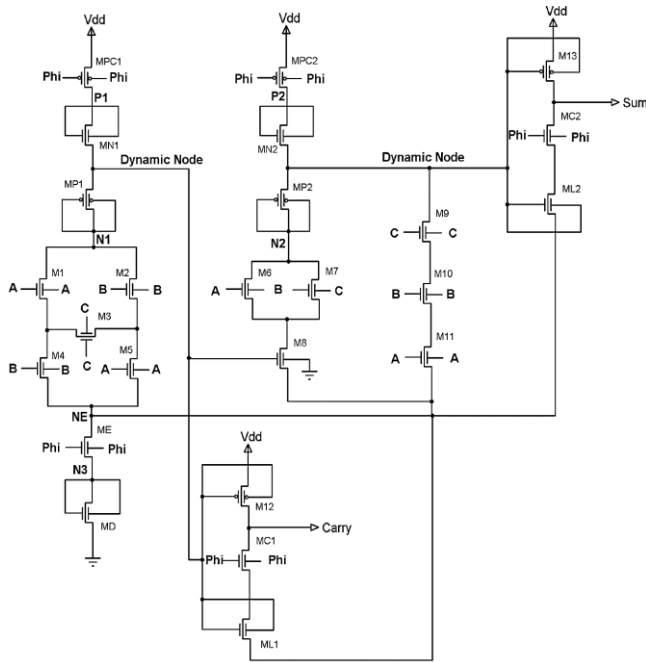 Vdd Vdd Vdd
MPC1 MPC2 M13
Phi Phi Phi Phi
P1 P2 Sum
MN1 MN2 MC2
Phi Phi
Dynamic Node Dynamic Node
MP1 MP2 ML2
N1 N2 M9
C C
M1 M2 M6 M7 M10
A A B B A B C B B
C M3
C
M4 M5 M8 M11
B B A A A A
NE
ME Vdd
Phi Phi
N3 M12
MD Carry
MC1
Phi Phi
ML1